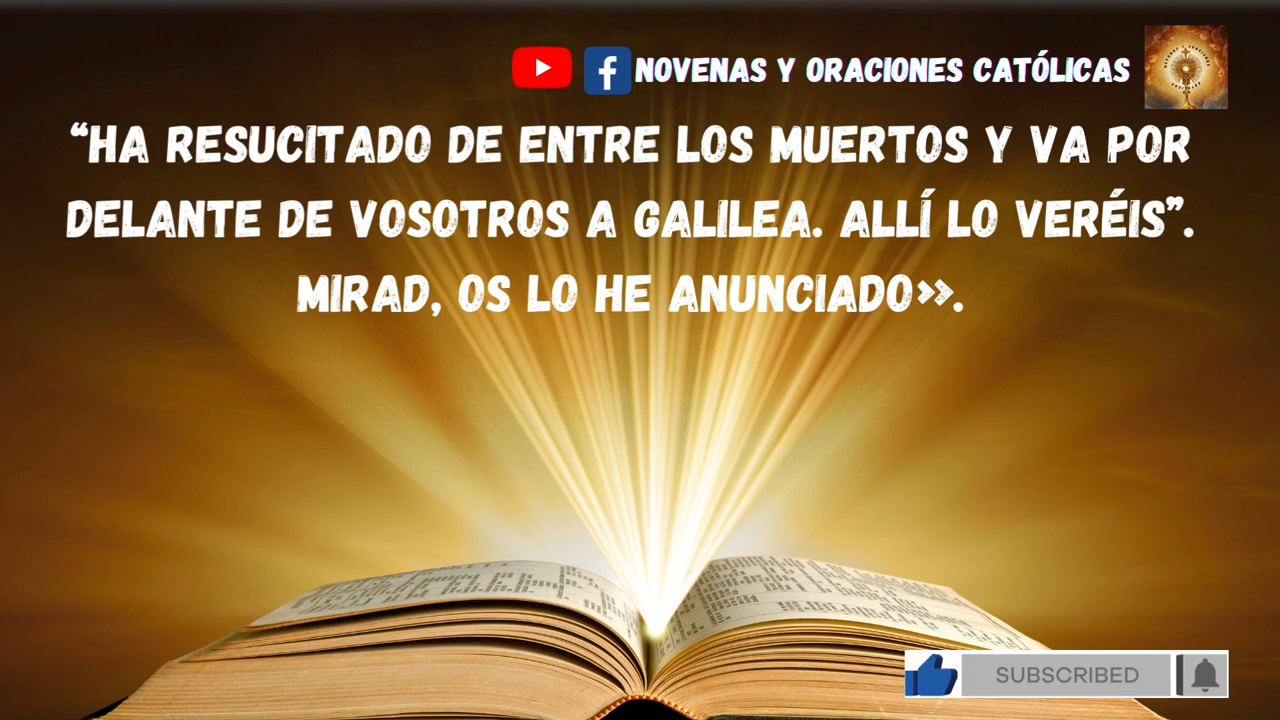 NOVENAS Y ORACIONES CATÓLICAS
“HA RESUCITADO DE ENTRE LOS MUERTOS Y VA POR
DELANTE DE VOSOTROS A GALILEA. ALLÍ LO VERÉIS”.
MIRAD, OS LO HE ANUNCIADO>>.
SUBSCRIBED